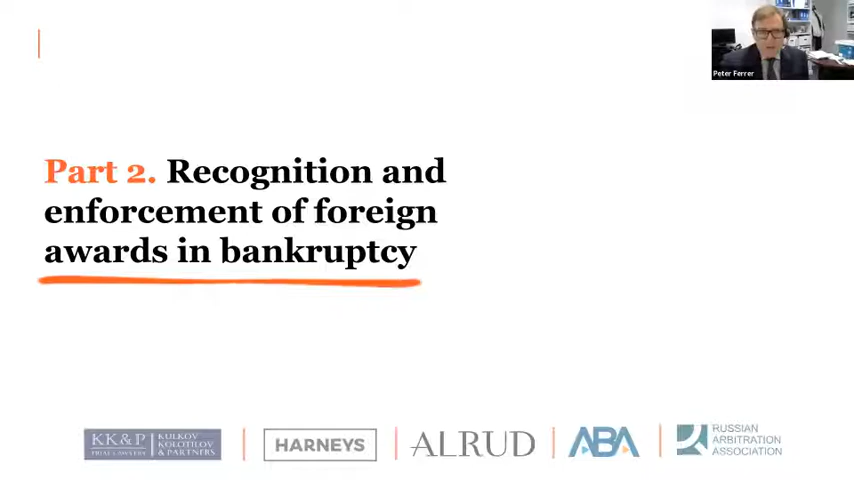 Peter Ferrer
Part 2. Recognition and
enforcement of foreign
awards in bankruptcy
KK&P
KULKOV
KOLOTILOV
& PARTNERS
HARNEYS
ALRUD
ABA
RUSSIAN
ARBITRATION
ASSOCIATION